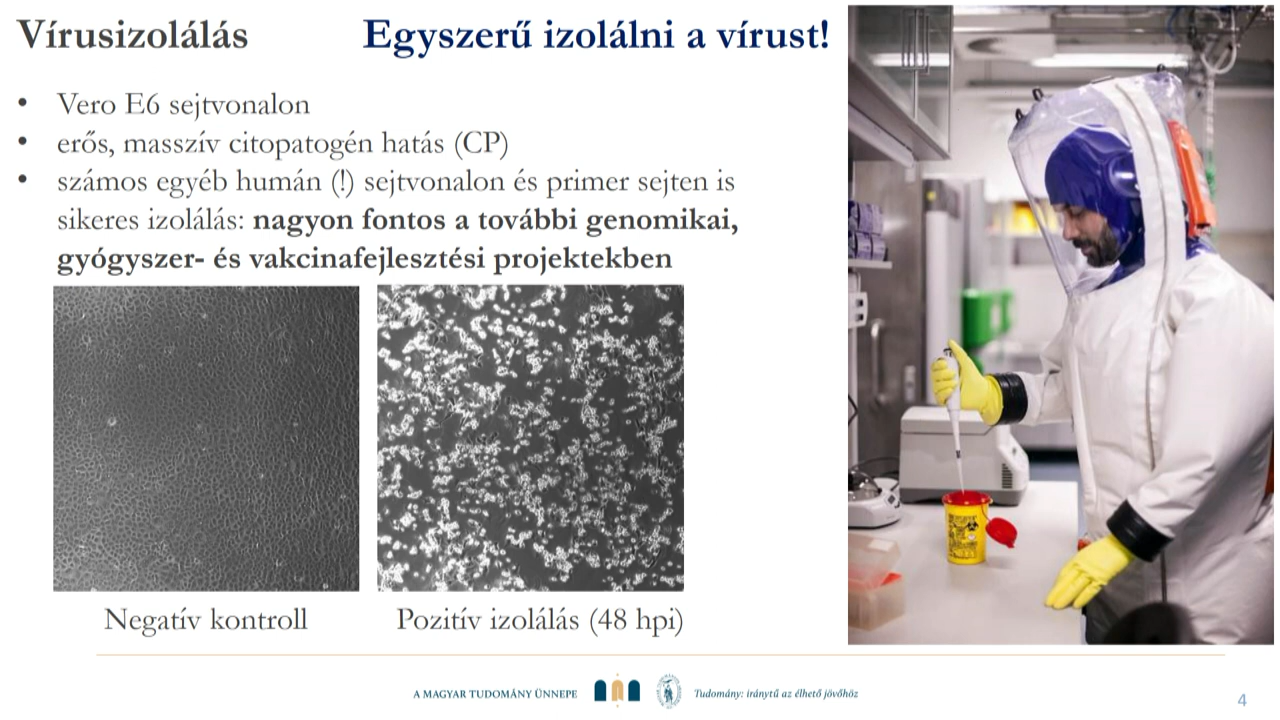 Vírusizolálás
Egyszerű izolálni a vírust!
• Vero E6 sejtvonalon
• erős, masszív citopatogén hatás (CP)
• számos egyéb humán (!) sejtvonalon és primer sejten is
sikeres izolálás: nagyon fontos a további genomikai,
gyógyszer- és vakcinafejlesztési projektekben
Negatív kontroll
Pozitív izolálás (48 hpi)
A MAGYAR TUDOMÁNY ÜNNEPE
Tudomány: iránytű az élhető jövőhöz
4